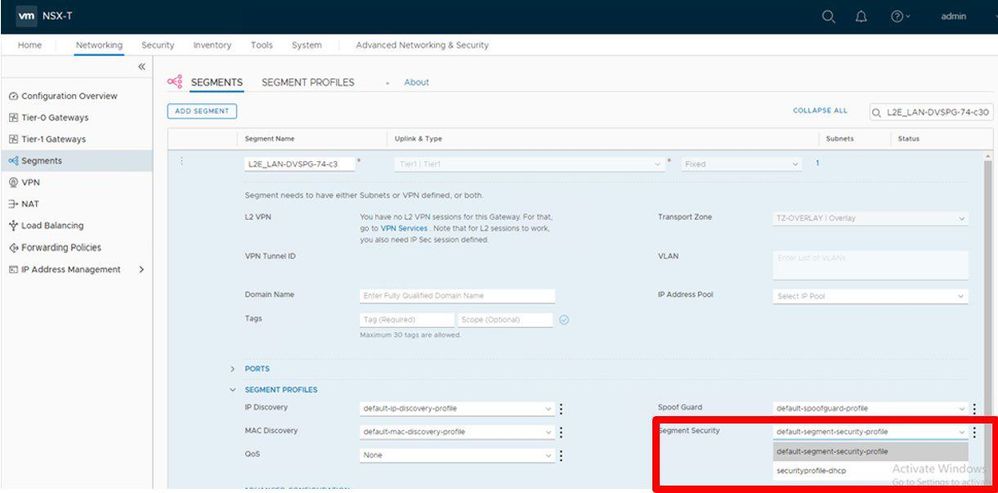 vm NSX-T admin
Home Networking Security Inventory Tools System Advanced Networking & Security
Configuration Overview
Tier-0 Gateways
Tier-1 Gateways
Segments
VPN
NAT
Load Balancing
Forwarding Policies
IP Address Management
SEGMENTS SEGMENT PROFILES About
ADD SEGMENT COLLAPSE ALL L2E_LAN-DVSPG-74-c30
Segment Name Uplink & Type Subnets Status
L2E_LAN-DVSPG-74-c3 * Tier1 | Tier1 * Fixed 1
Segment needs to have either Subnets or VPN defined, or both.
L2 VPN You have no L2 VPN sessions for this Gateway. For that, Transport Zone TZ-OVERLAY | Overlay
go to VPN Services . Note that for L2 sessions to work,
you also need IP Sec session defined.
VPN Tunnel ID VLAN Enter List of VLANs
Domain Name Enter Fully Qualified Domain Name IP Address Pool Select IP Pool
Tags Tag (Required) Scope (Optional)
Maximum 30 tags are allowed.
PORTS
SEGMENT PROFILES
IP Discovery default-ip-discovery-profile Spoof Guard default-spoofguard-profile
MAC Discovery default-mac-discovery-profile Segment Security default-segment-security-profile
QoS None default-segment-security-profile
securityprofile-dhcp
Activate Windows
Go to Settings to activat